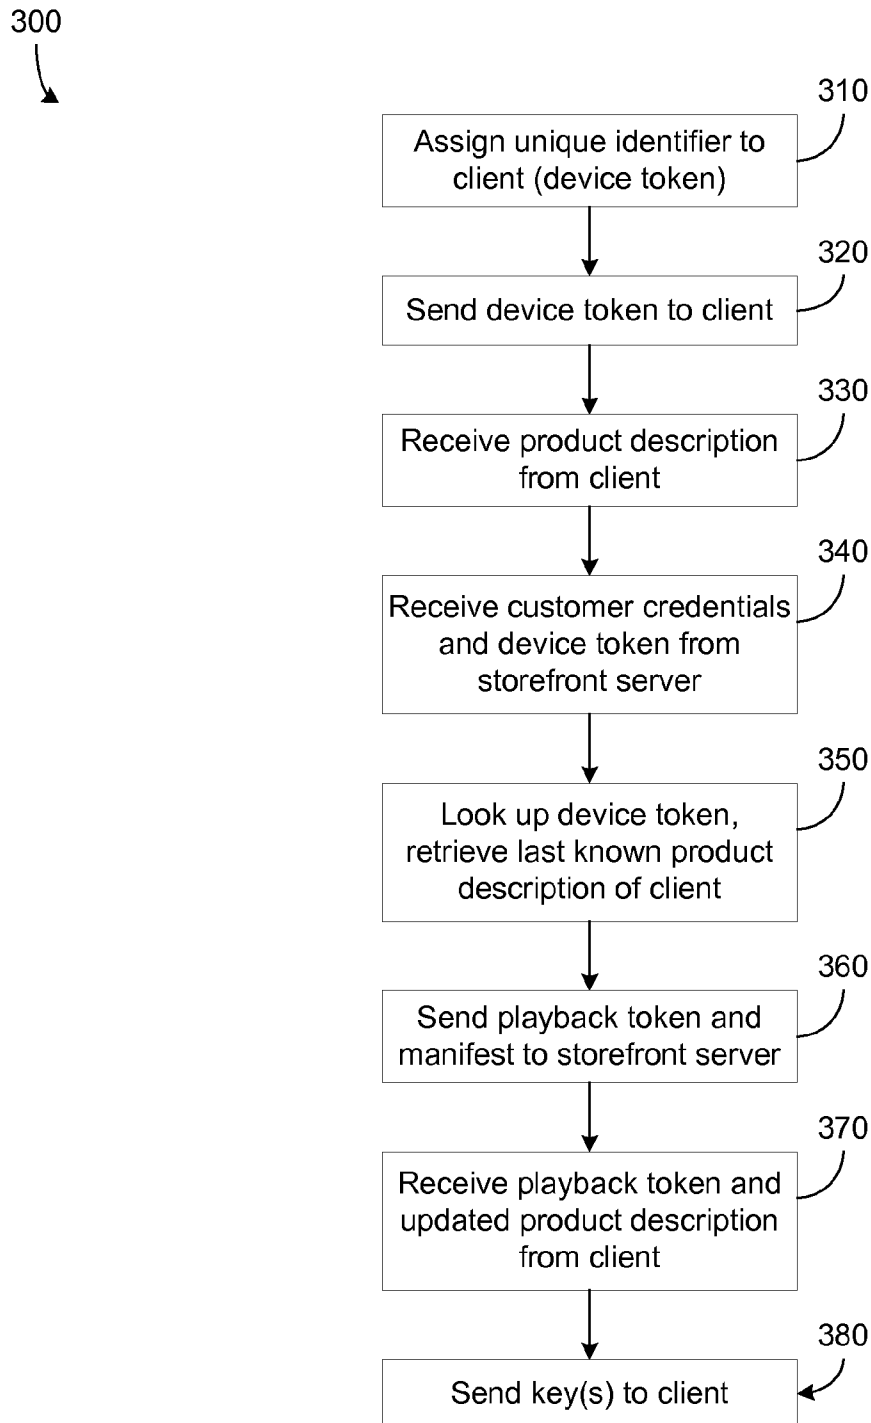 300
310
Assign unique identifier to
client (device token)
320
Send device token to client
330
Receive product description
from client
340
Receive customer credentials
and device token from
storefront server
350
Look up device token,
retrieve last known product
description of client
360
Send playback token and
manifest to storefront server
370
Receive playback token and
updated product description
from client
380
Send key(s) to client